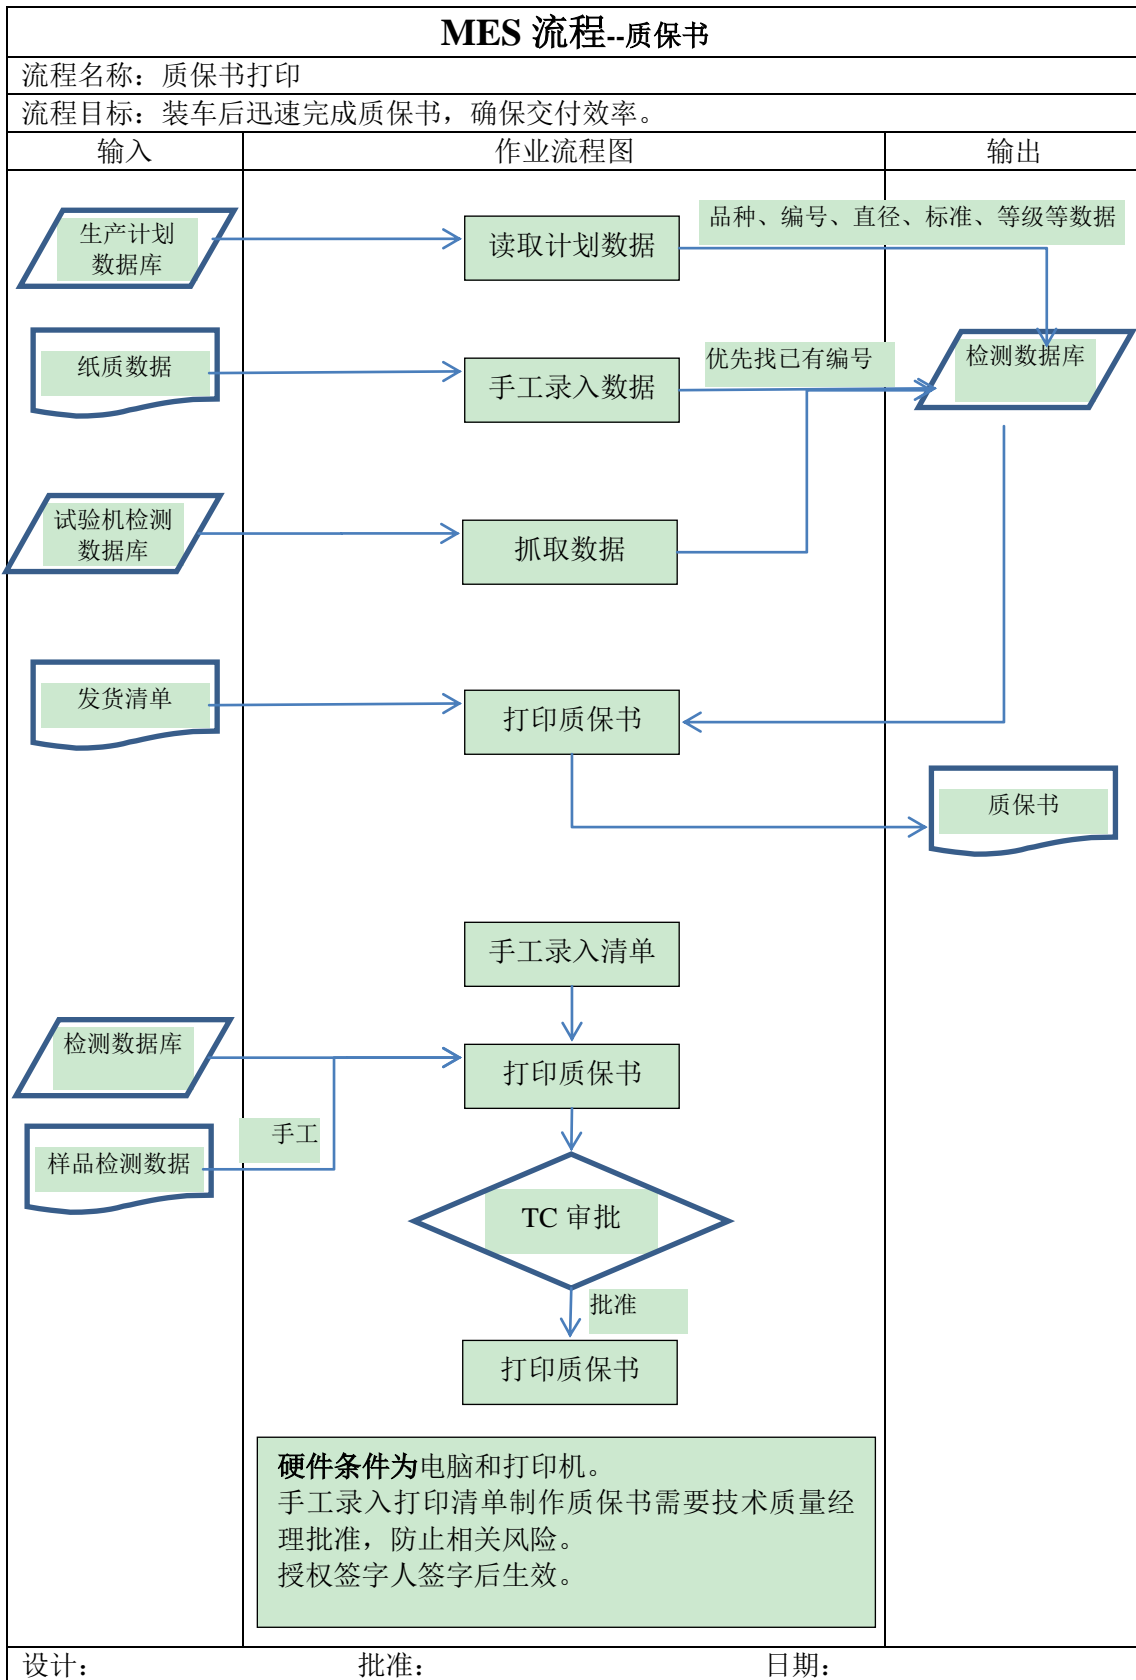 MES 流程--质保书
流程名称：质保书打印
流程目标：装车后迅速完成质保书，确保交付效率。
输入
作业流程图
输出
生产计划
数据库
读取计划数据
品种、编号、直径、标准、等级等数据
纸质数据
手工录入数据
优先找已有编号
检测数据库
试验机检测
数据库
抓取数据
发货清单
打印质保书
质保书
手工录入清单
检测数据库
打印质保书
手工
样品检测数据
TC 审批
批准
打印质保书
硬件条件为电脑和打印机。
手工录入打印清单制作质保书需要技术质量经
理批准，防止相关风险。
授权签字人签字后生效。
设计： 批准： 日期：